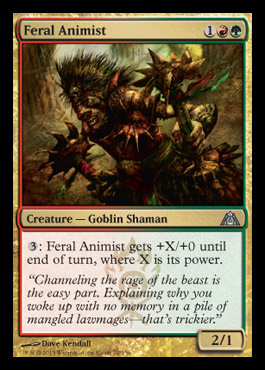 Feral Animist 1
Creature — Goblin Shaman
3: Feral Animist gets +X/+0 until
end of turn, where X is its power.
“Channeling the rage of the beast is
the easy part. Explaining why you
woke up with no memory in a pile of
mangled lawmages—that’s trickier.”
Dave Kendall
2/1